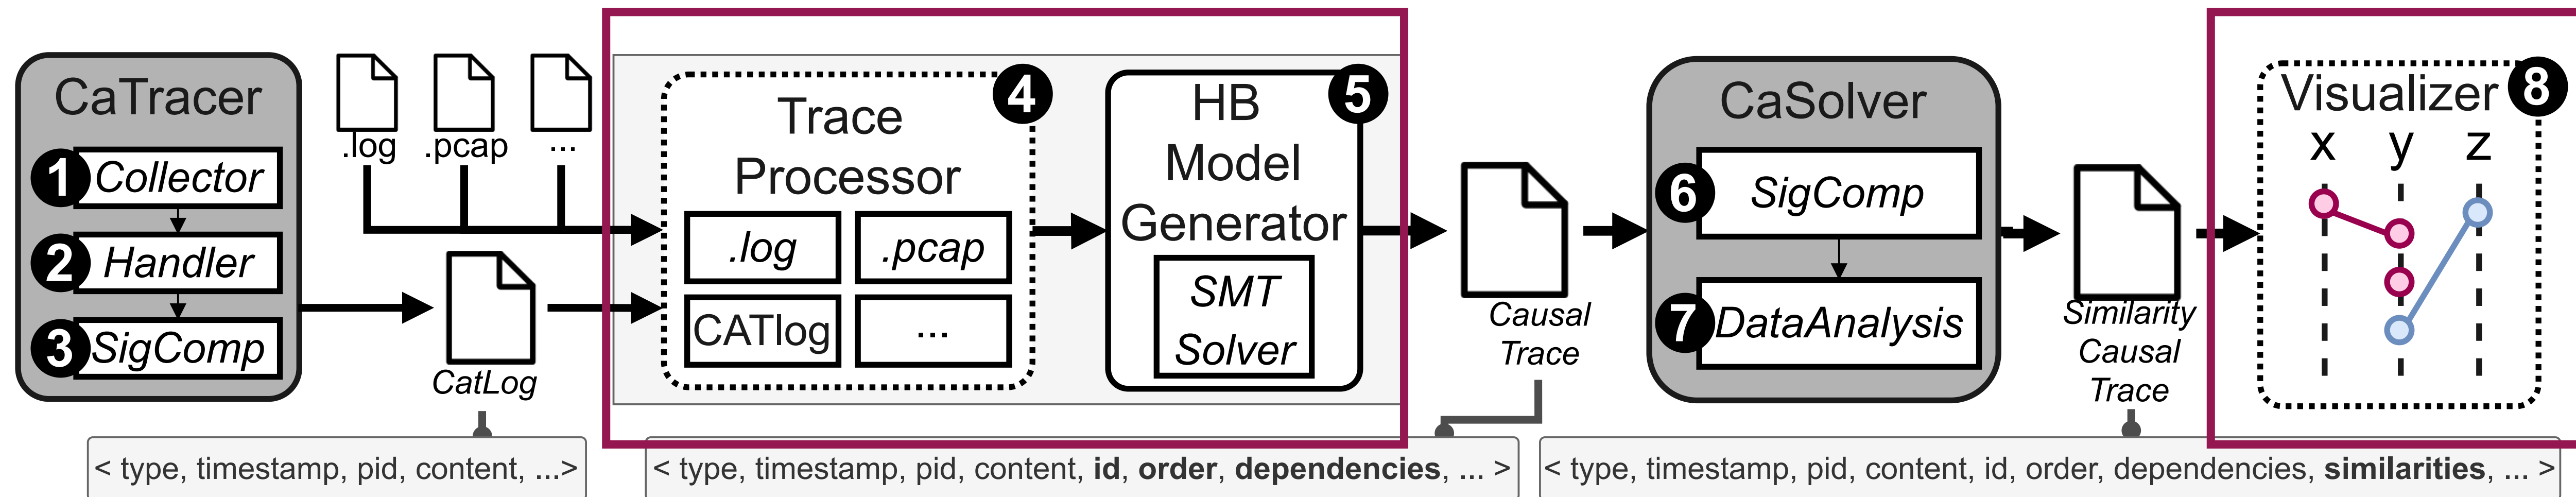 CaTracer
1 Collector
2 Handler
3 SigComp
.log
.pcap
...
CatLog
< type, timestamp, pid, content, ...>
4
Trace
Processor
.log
.pcap
CATlog
...
5
HB
Model
Generator
SMT
Solver
Causal
Trace
< type, timestamp, pid, content, id, order, dependencies, ... >
CaSolver
6 SigComp
7 DataAnalysis
Similarity
Causal
Trace
< type, timestamp, pid, content, id, order, dependencies, similarities, ... >
Visualizer 8
x y z